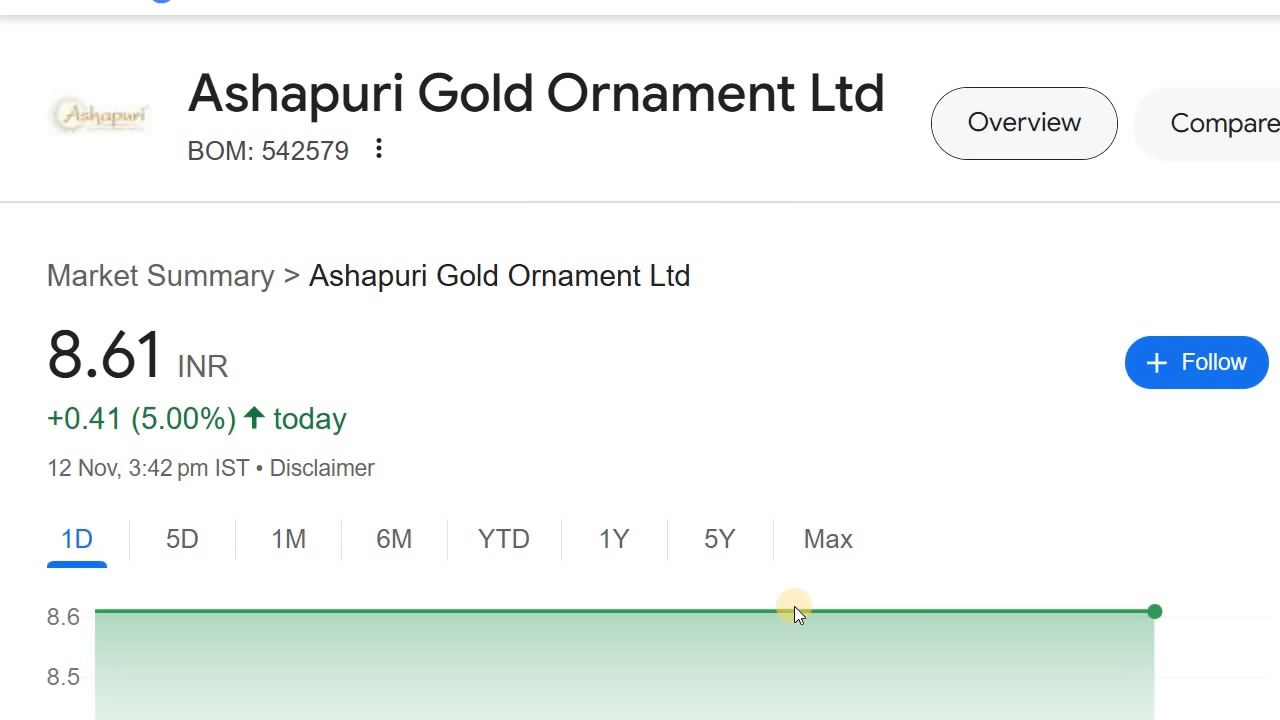 Ashapuri
Ashapuri Gold Ornament Ltd
BOM: 542579
Overview
Compare
Market Summary > Ashapuri Gold Ornament Ltd
8.61 INR
+ Follow
+0.41 (5.00%) ↑ today
12 Nov, 3:42 pm IST • Disclaimer
1D 5D 1M 6M YTD 1Y 5Y Max
8.6
8.5